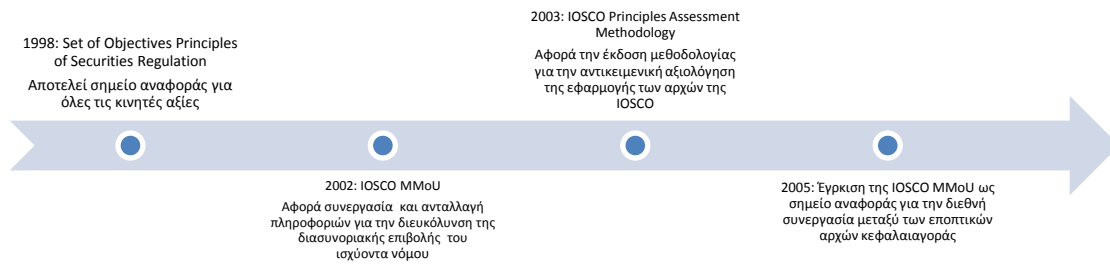 1998: Set of Objectives Principles
of Securities Regulation
Αποτελεί σημείο αναφοράς για
όλες τις κινητές αξίες
2002: IOSCO MMoU
Αφορά συνεργασία και ανταλλαγή
πληροφοριών για την διευκόλυνση της
διασυνοριακής επιβολής του
ισχύοντα νόμου
2003: IOSCO Principles Assessment
Methodology
Αφορά την έκδοση μεθοδολογίας
για την αντικειμενική αξιολόγηση
της εφαρμογής των αρχών της
IOSCO
2005: Έγρκιση της IOSCO MMoU ως
σημείο αναφοράς για την διεθνή
συνεργασία μεταξύ των εποπτικών
αρχών κεφαλαιαγοράς